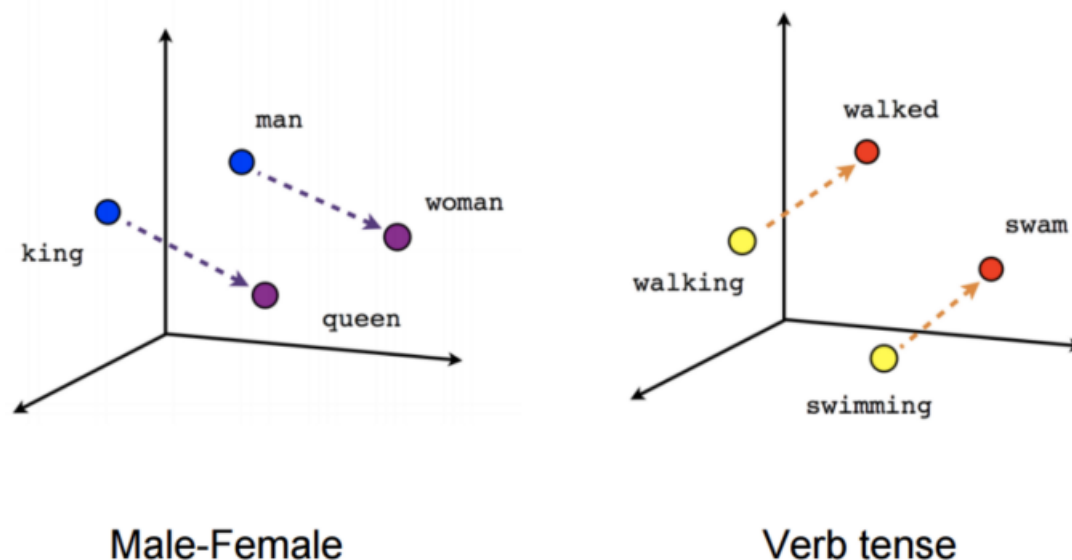 man
woman
king
queen
walked
swam
walking
swimming
Male-Female
Verb tense